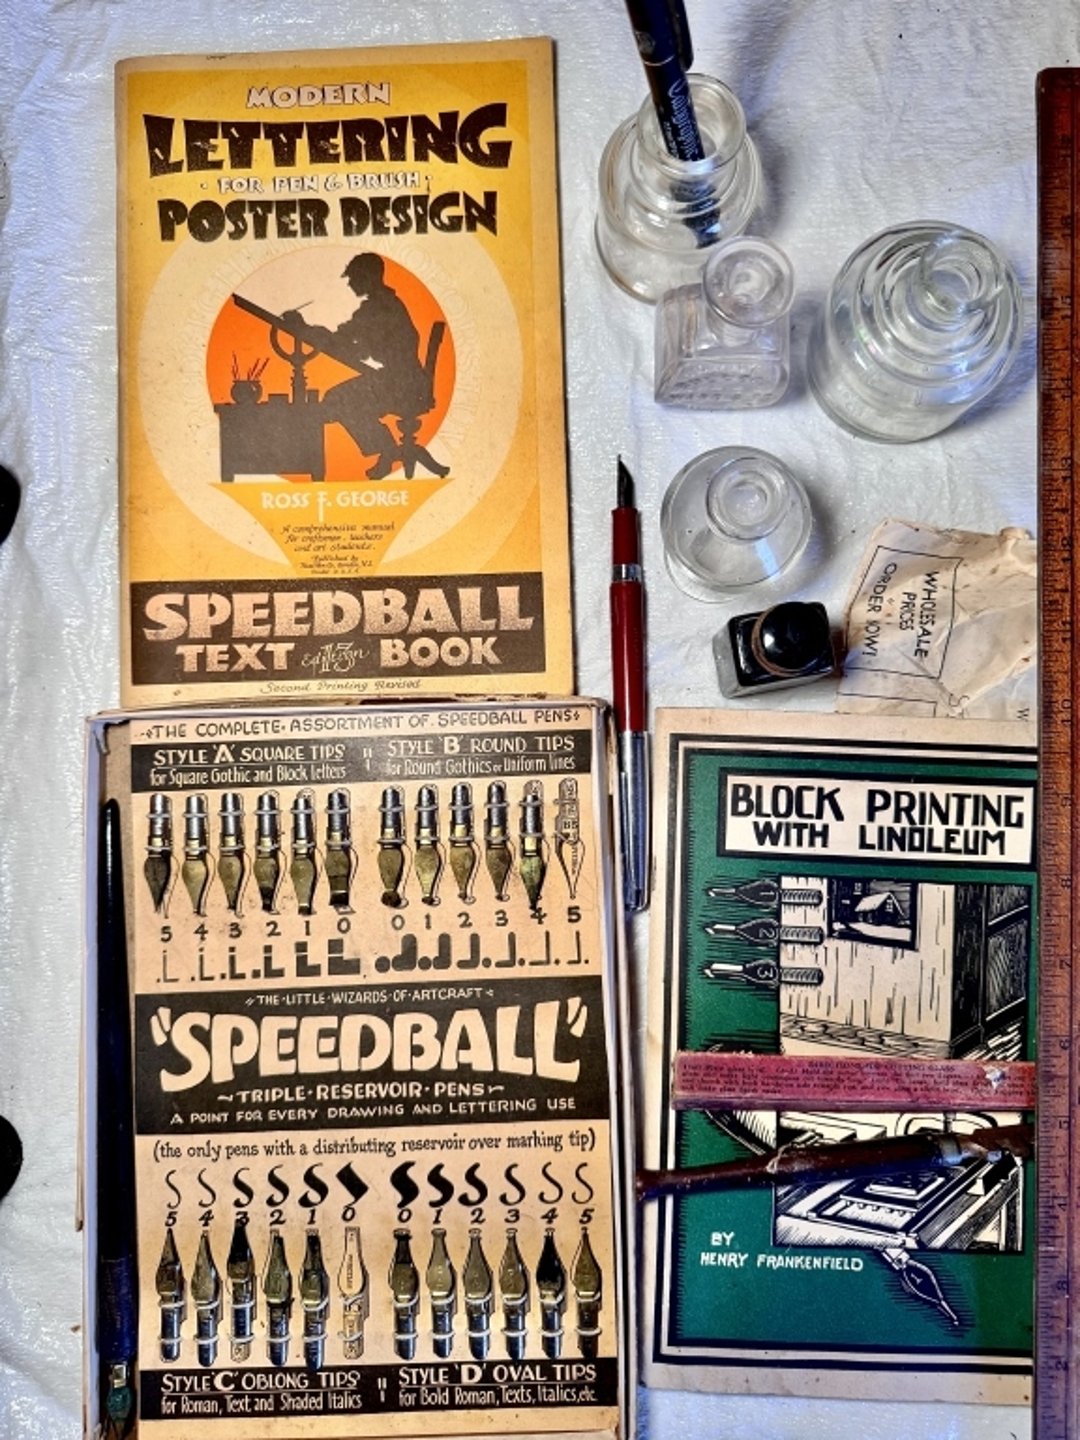 MODERN
LETTERING
· FOR PEN & BRUSH ·
POSTER DESIGN
ROSS F. GEORGE
A comprehensive manual
for craftsmen, teachers
and art students.
Published by
SPEEDBALL
TEXT Edition 13 BOOK
Second Printing Revised
WHOLESALE
PRICES
ORDER NOW!
THE COMPLETE ASSORTMENT OF SPEEDBALL PENS
STYLE 'A' SQUARE TIPS
for Square Gothic and Block Letters
STYLE 'B' ROUND TIPS
for Round Gothics or Uniform lines
5 4 3 2 1 0 0 1 2 3 4 5
THE·LITTLE·WIZARDS·OF·ARTCRAFT
'SPEEDBALL'
TRIPLE·RESERVOIR·PENS
A POINT FOR EVERY DRAWING AND LETTERING USE
(the only pens with a distributing reservoir over marking tip)
S S S S S S S S S S S
5 4 3 2 1 0 0 1 2 3 4 5
STYLE 'C' OBLONG TIPS
for Roman, Text and Shaded Italics
STYLE 'D' OVAL TIPS
for Bold Roman, Texts, Italics, etc.
BLOCK PRINTING
WITH LINOLEUM
1
2
3
BY
HENRY FRANKENFIELD
1